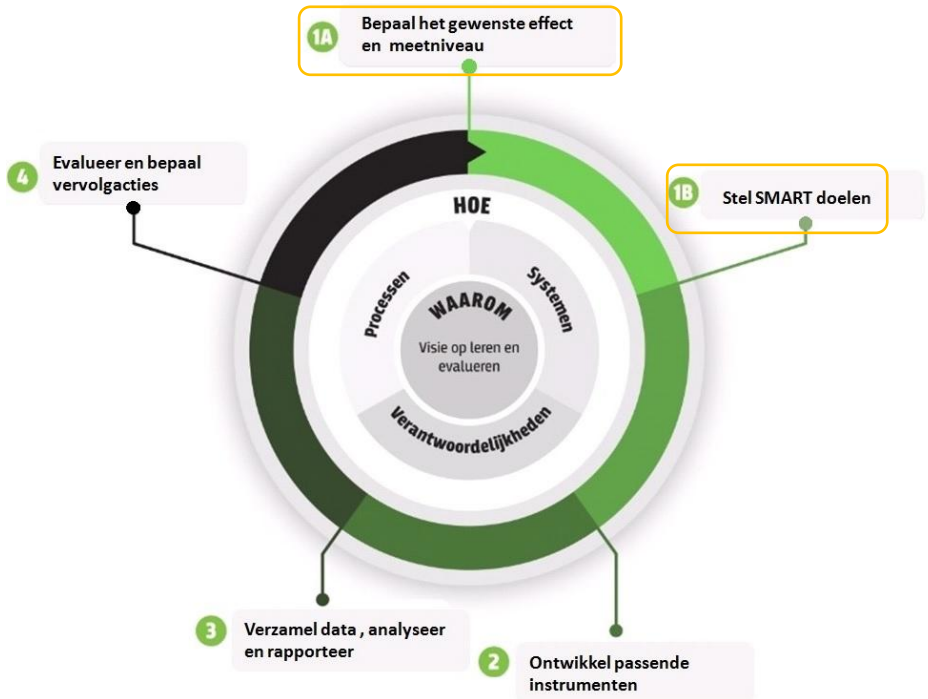 1A
Bepaal het gewenste effect
en meetniveau
1B
Stel SMART doelen
2
Ontwikkel passende
instrumenten
3
Verzamel data , analyseer
en rapporteer
4
Evalueer en bepaal
vervolgacties
HOE
Processen
Systemen
Verantwoordelijkheden
WAAROM
Visie op leren en
evalueren